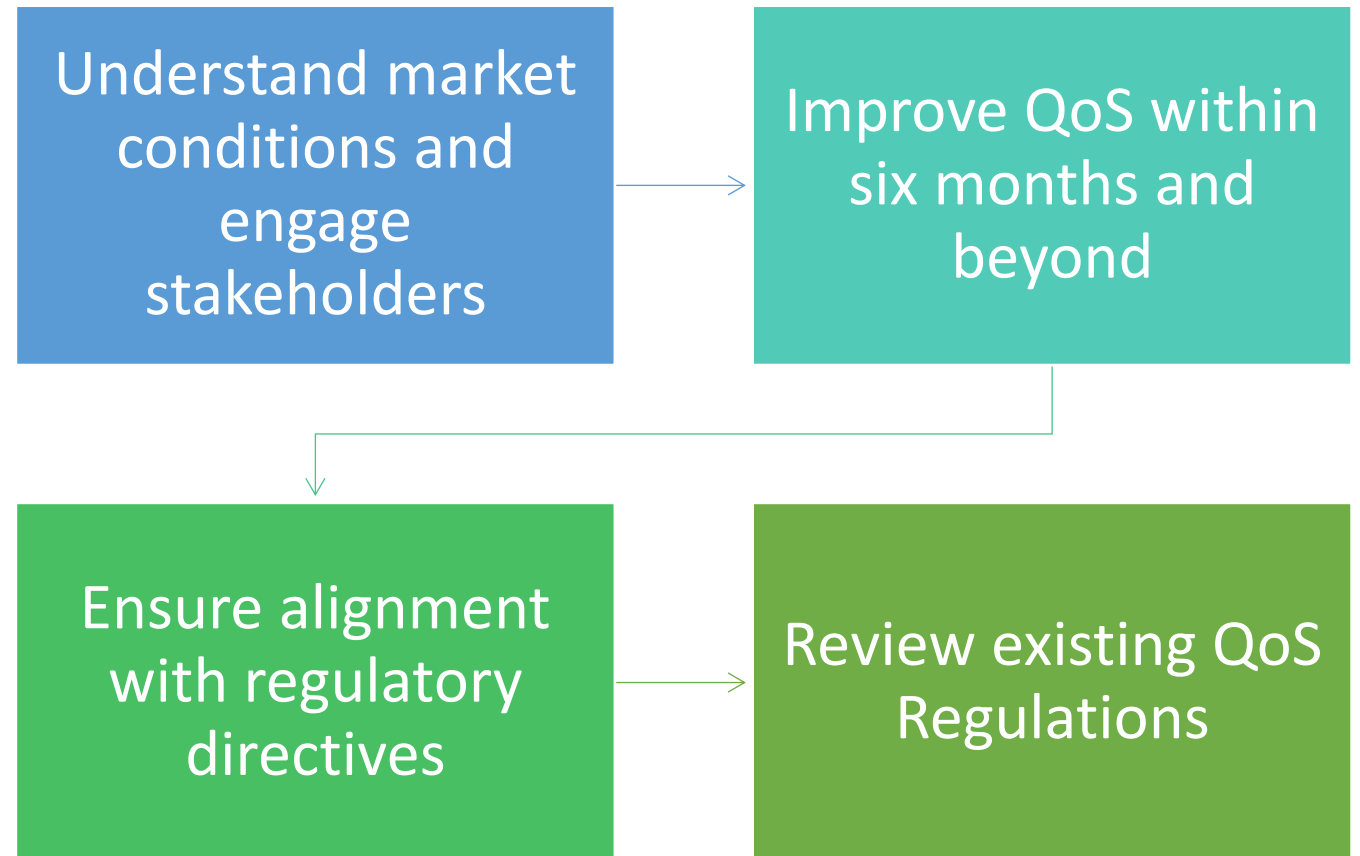 Understand market
conditions and
engage
stakeholders
Improve QoS within
six months and
beyond
Ensure alignment
with regulatory
directives
Review existing QoS
Regulations